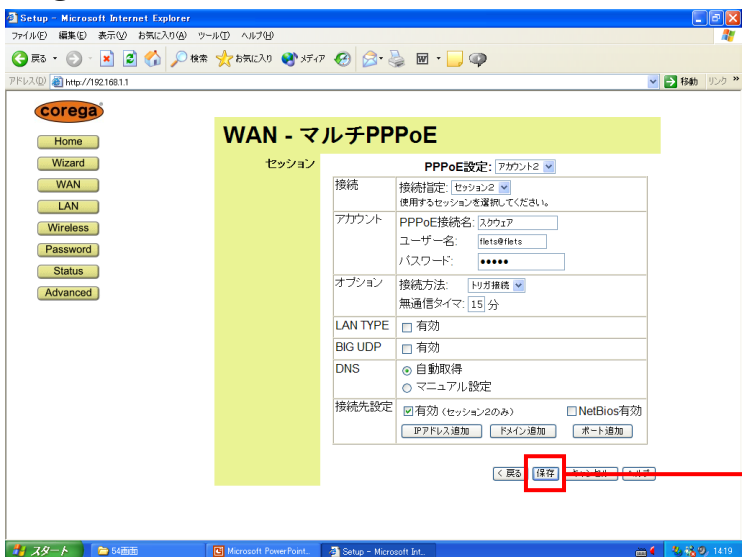 Setup - Microsoft Internet Explorer
ファイル(F) 編集(E) 表示(V) お気に入り(A) ツール(T) ヘルプ(H)
戻る 検索 お気に入り メディア
アドレス(D) http://192.168.1.1 移動 リンク »
corega
Home
Wizard
WAN
LAN
Wireless
Password
Status
Advanced
WAN - マルチPPPoE
セッション PPPoE設定: アカウント2
接続 接続指定: セッション2
使用するセッションを選択してください。
アカウント PPPoE接続名: スクウェア
ユーザー名: flets@flets
パスワード: ●●●●●
オプション 接続方法: トリガ接続
無通信タイマ: 15 分
LAN TYPE 有効
BIG UDP 有効
DNS 自動取得
マニュアル設定
接続先設定 有効 (セッション2のみ) NetBios有効
IPアドレス追加 ドメイン追加 ポート追加
< 戻る 保存 キャンセル ヘルプ
スタート 54画面 Microsoft PowerPoint... Setup - Microsoft Int... 14:19